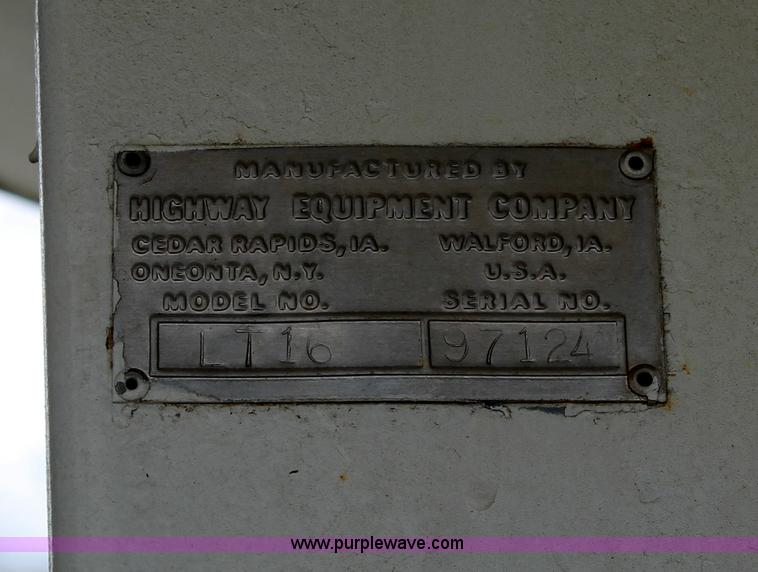 MANUFACTURED BY
HIGHWAY EQUIPMENT COMPANY
CEDAR RAPIDS, IA. WALFORD, IA.
ONEONTA, N.Y. U.S.A.
MODEL NO. SERIAL NO.
LT16 97124
www.purplewave.com